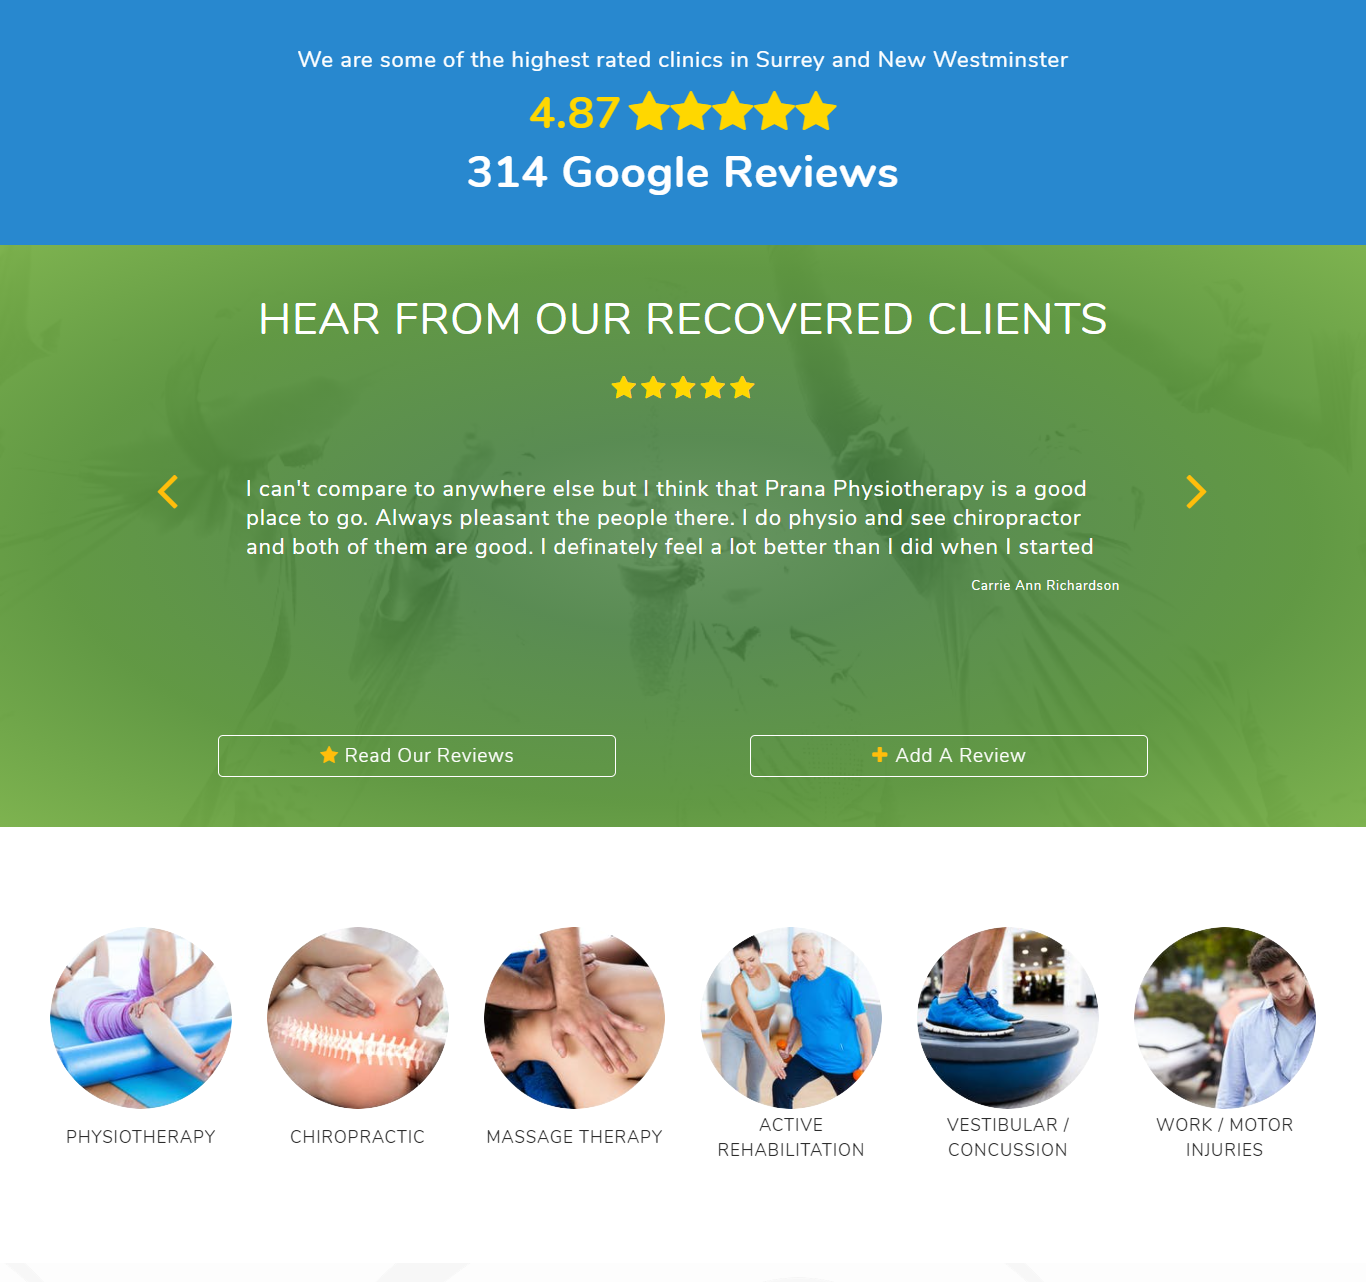 We are some of the highest rated clinics in Surrey and New Westminster
4.87
314 Google Reviews
HEAR FROM OUR RECOVERED CLIENTS
I can't compare to anywhere else but I think that Prana Physiotherapy is a good
place to go. Always pleasant the people there. I do physio and see chiropractor
and both of them are good. I definately feel a lot better than I did when I started
Carrie Ann Richardson
Read Our Reviews
Add A Review
PHYSIOTHERAPY
CHIROPRACTIC
MASSAGE THERAPY
ACTIVE
REHABILITATION
VESTIBULAR /
CONCUSSION
WORK / MOTOR
INJURIES